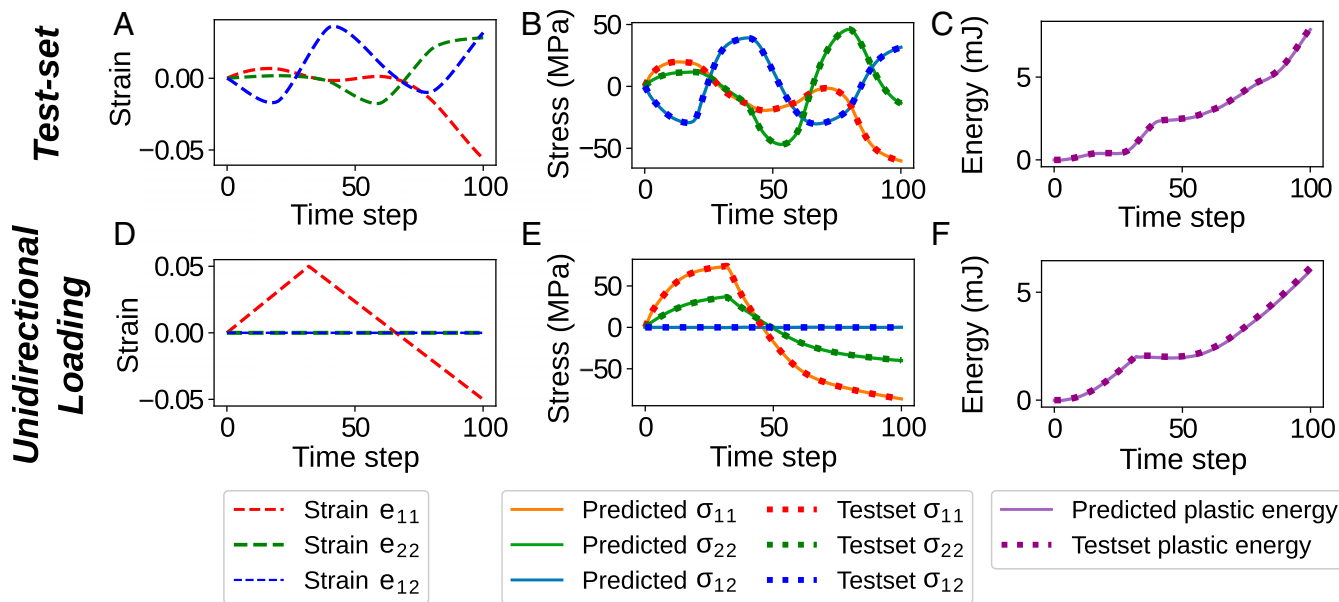 Test-set
A
Strain
0.00
−0.05
0
50
100
Time step
B
Stress (MPa)
50
0
−50
0
50
100
Time step
C
Energy (mJ)
5
0
0
50
100
Time step
Unidirectional
Loading
D
Strain
0.05
0.00
−0.05
0
50
100
Time step
E
Stress (MPa)
50
0
−50
0
50
100
Time step
F
Energy (mJ)
5
0
0
50
100
Time step
Strain e₁₁
Strain e₂₂
Strain e₁₂
Predicted σ₁₁
Predicted σ₂₂
Predicted σ₁₂
Testset σ₁₁
Testset σ₂₂
Testset σ₁₂
Predicted plastic energy
Testset plastic energy